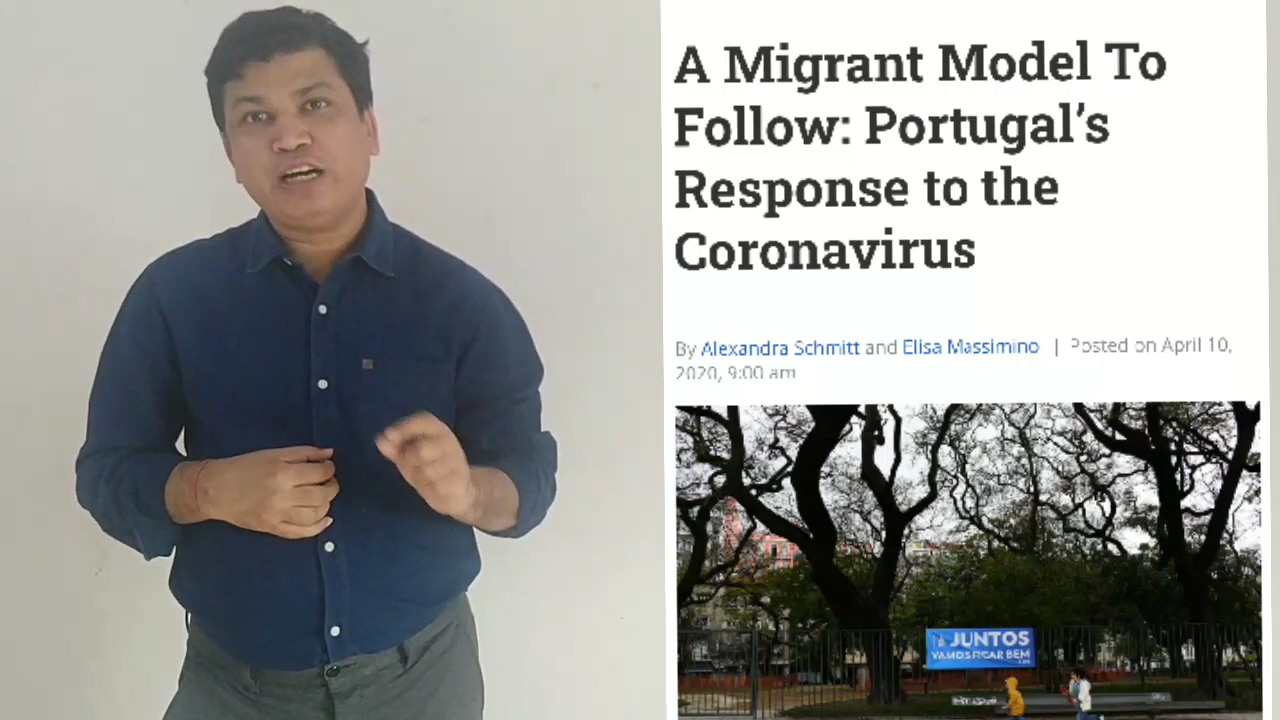 A Migrant Model To
Follow: Portugal's
Response to the
Coronavirus
By Alexandra Schmitt and Elisa Massimino | Posted on April 10,
2020, 9:00 am
JUNTOS
VAMOS FICAR BEM